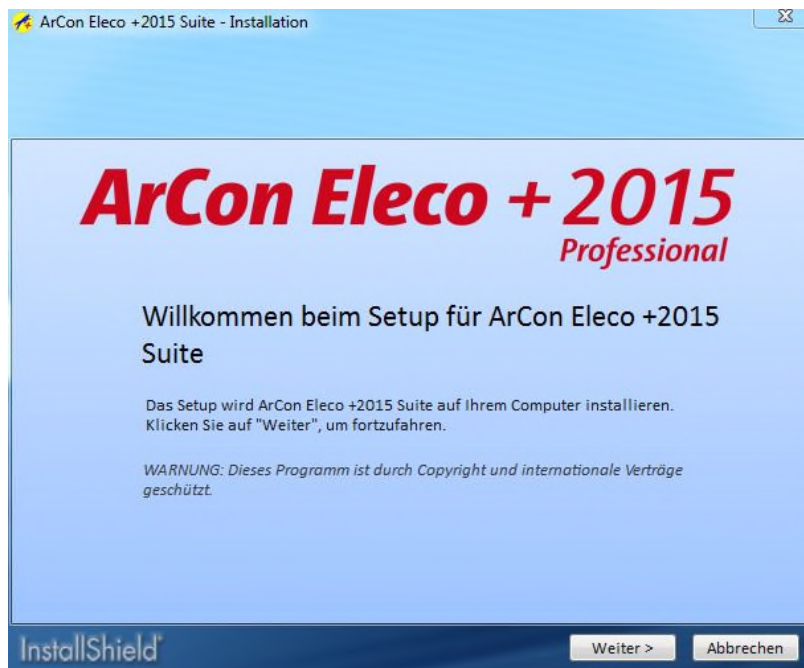 ArCon Eleco +2015 Suite - Installation
ArCon Eleco + 2015
Professional
Willkommen beim Setup für ArCon Eleco +2015
Suite
Das Setup wird ArCon Eleco +2015 Suite auf Ihrem Computer installieren.
Klicken Sie auf "Weiter", um fortzufahren.
WARNUNG: Dieses Programm ist durch Copyright und internationale Verträge
geschützt.
InstallShield
Weiter >
Abbrechen